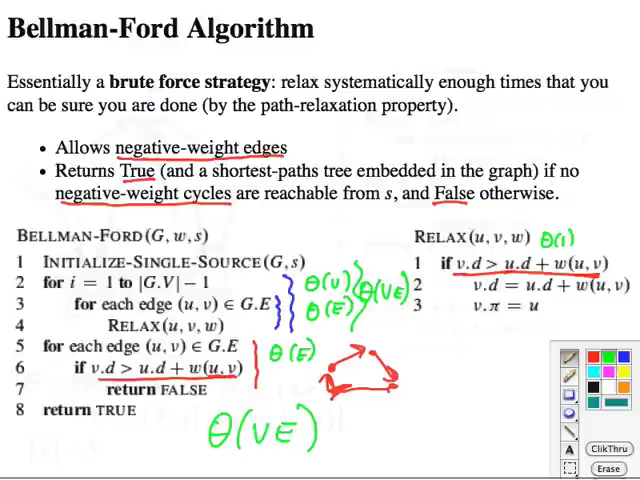 Bellman-Ford Algorithm
Essentially a brute force strategy: relax systematically enough times that you
can be sure you are done (by the path-relaxation property).
• Allows negative-weight edges
• Returns True (and a shortest-paths tree embedded in the graph) if no
negative-weight cycles are reachable from s, and False otherwise.
BELLMAN-FORD(G, w, s)
1 INITIALIZE-SINGLE-SOURCE(G, s)
2 for i = 1 to |G.V| − 1
3 for each edge (u, v) ∈ G.E
4 RELAX(u, v, w)
5 for each edge (u, v) ∈ G.E
6 if v.d > u.d + w(u, v)
7 return FALSE
8 return TRUE
θ(V)
θ(E)
θ(VE)
θ(E)
θ(VE)
RELAX(u, v, w) θ(1)
1 if v.d > u.d + w(u, v)
2 v.d = u.d + w(u, v)
3 v.π = u
A
ClikThru
Erase